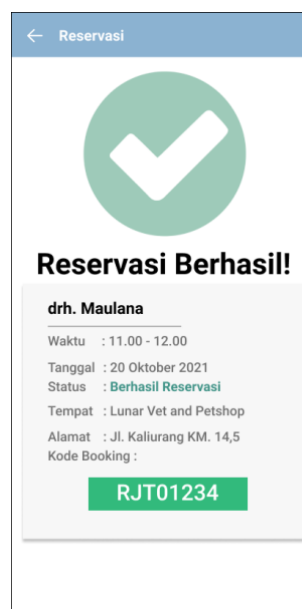 Reservasi
Reservasi Berhasil!
drh. Maulana
Waktu : 11.00 - 12.00
Tanggal : 20 Oktober 2021
Status : Berhasil Reservasi
Tempat : Lunar Vet and Petshop
Alamat : Jl. Kaliurang KM. 14,5
Kode Booking :
RJT01234